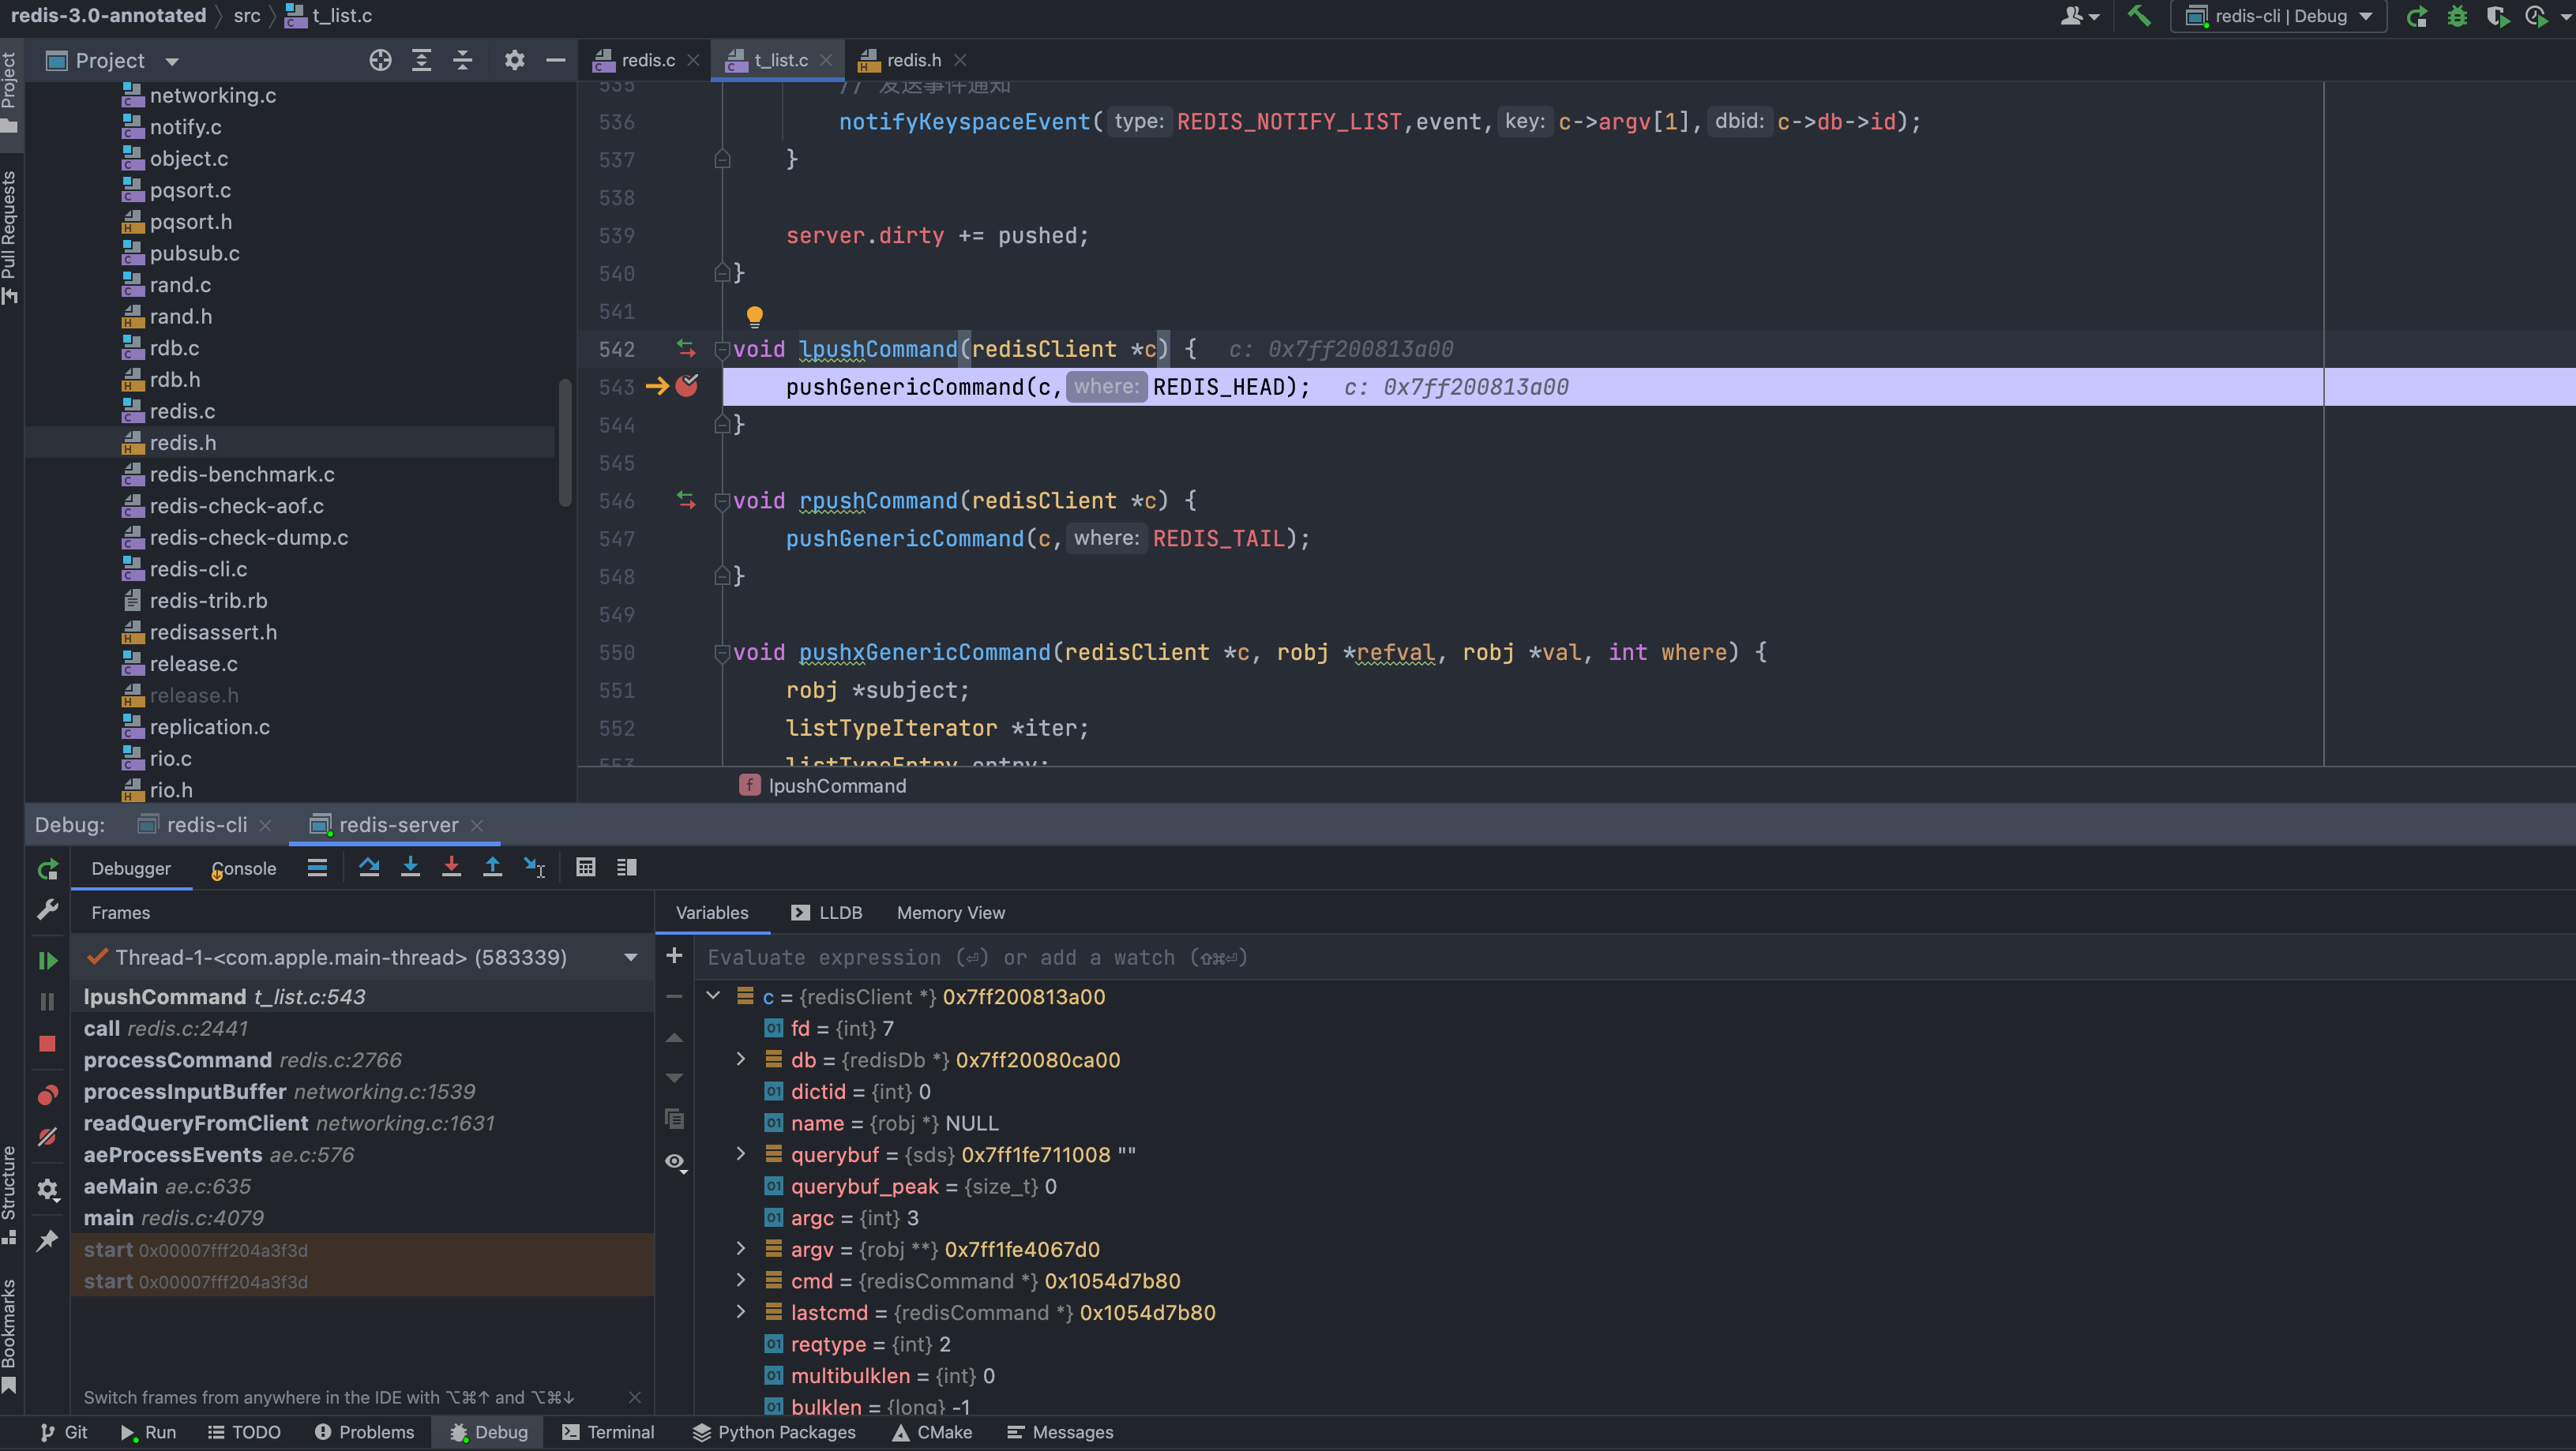 redis-3.0-annotated 〉 src 〉 t_list.c
redis-cli | Debug
Project
Pull Requests
Structure
Bookmarks
Project
networking.c
notify.c
object.c
pqsort.c
pqsort.h
pubsub.c
rand.c
rand.h
rdb.c
rdb.h
redis.c
redis.h
redis-benchmark.c
redis-check-aof.c
redis-check-dump.c
redis-cli.c
redis-trib.rb
redisassert.h
release.c
release.h
replication.c
rio.c
rio.h
redis.c
t_list.c
redis.h
535 // 发送事件通知
536 notifyKeyspaceEvent( type: REDIS_NOTIFY_LIST,event, key: c->argv[1], dbid: c->db->id);
537 }
538
539 server.dirty += pushed;
540 }
541
542 void lpushCommand(redisClient *c) { c: 0x7ff200813a00
543 pushGenericCommand(c, where: REDIS_HEAD); c: 0x7ff200813a00
544 }
545
546 void rpushCommand(redisClient *c) {
547 pushGenericCommand(c, where: REDIS_TAIL);
548 }
549
550 void pushxGenericCommand(redisClient *c, robj *refval, robj *val, int where) {
551 robj *subject;
552 listTypeIterator *iter;
553 listTypeEntry entry;
f lpushCommand
Debug: redis-cli redis-server
Debugger Console
Frames
Thread-1-<com.apple.main-thread> (583339)
lpushCommand t_list.c:543
call redis.c:2441
processCommand redis.c:2766
processInputBuffer networking.c:1539
readQueryFromClient networking.c:1631
aeProcessEvents ae.c:576
aeMain ae.c:635
main redis.c:4079
start 0x00007fff204a3f3d
start 0x00007fff204a3f3d
Switch frames from anywhere in the IDE with ⌥⌘↑ and ⌥⌘↓
Variables LLDB Memory View
Evaluate expression (⏎) or add a watch (⇧⌘⏎)
c = {redisClient *} 0x7ff200813a00
fd = {int} 7
db = {redisDb *} 0x7ff20080ca00
dictid = {int} 0
name = {robj *} NULL
querybuf = {sds} 0x7ff1fe711008 ""
querybuf_peak = {size_t} 0
argc = {int} 3
argv = {robj **} 0x7ff1fe4067d0
cmd = {redisCommand *} 0x1054d7b80
lastcmd = {redisCommand *} 0x1054d7b80
reqtype = {int} 2
multibulklen = {int} 0
bulklen = {long} -1
Git Run TODO Problems Debug Terminal Python Packages CMake Messages